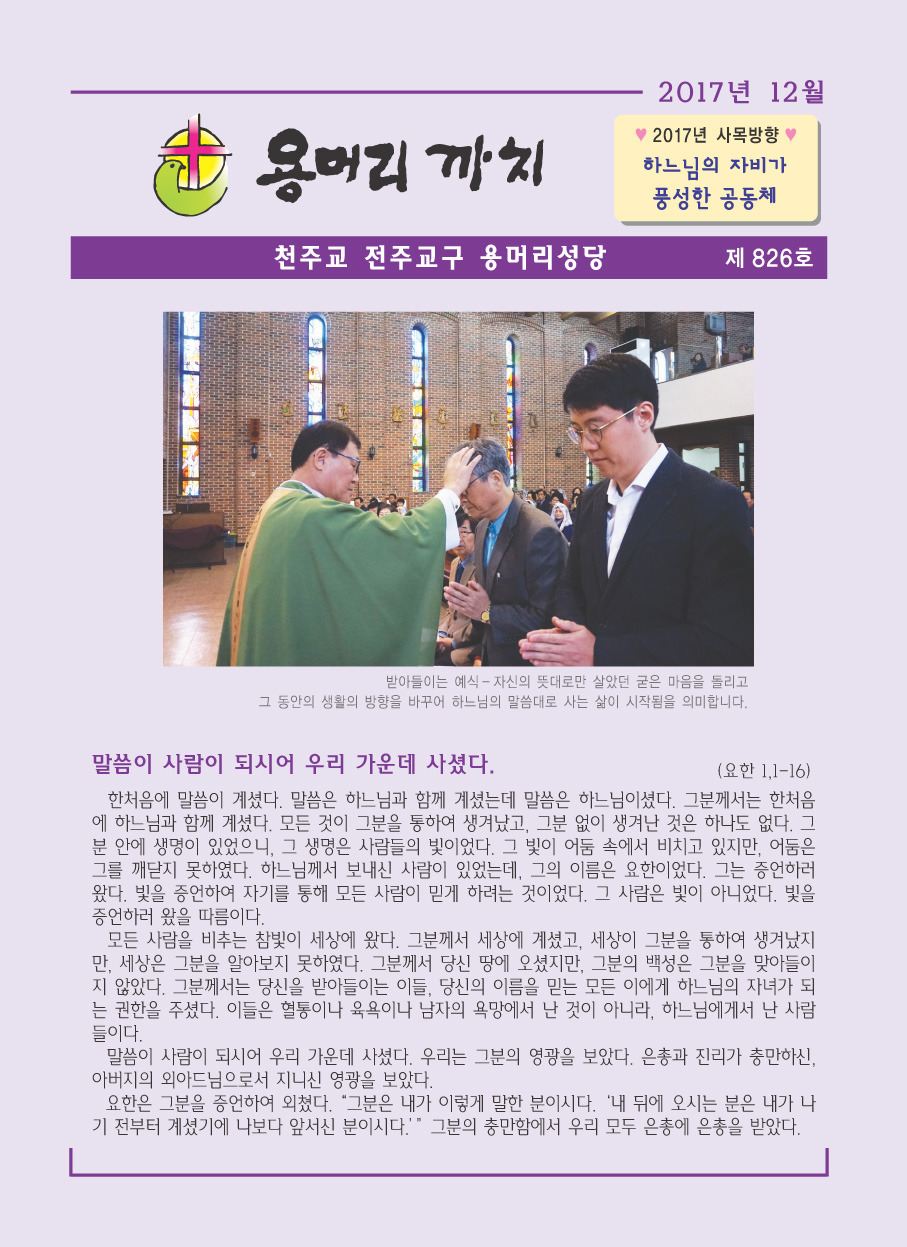 2017년 12월
용머리 까치
♥ 2017년 사목방향 ♥
하느님의 자비가
풍성한 공동체
천주교 전주교구 용머리성당
제 826호
받아들이는 예식 – 자신의 뜻대로만 살았던 굳은 마음을 돌리고
그 동안의 생활의 방향을 바꾸어 하느님의 말씀대로 사는 삶이 시작됨을 의미합니다.
말씀이 사람이 되시어 우리 가운데 사셨다.
(요한 1,1-16)
한처음에 말씀이 계셨다. 말씀은 하느님과 함께 계셨는데 말씀은 하느님이셨다. 그분께서는 한처음
에 하느님과 함께 계셨다. 모든 것이 그분을 통하여 생겨났고, 그분 없이 생겨난 것은 하나도 없다. 그
분 안에 생명이 있었으니, 그 생명은 사람들의 빛이었다. 그 빛이 어둠 속에서 비치고 있지만, 어둠은
그를 깨닫지 못하였다. 하느님께서 보내신 사람이 있었는데, 그의 이름은 요한이었다. 그는 증언하러
왔다. 빛을 증언하여 자기를 통해 모든 사람이 믿게 하려는 것이었다. 그 사람은 빛이 아니었다. 빛을
증언하러 왔을 따름이다.
모든 사람을 비추는 참빛이 세상에 왔다. 그분께서 세상에 계셨고, 세상이 그분을 통하여 생겨났지
만, 세상은 그분을 알아보지 못하였다. 그분께서 당신 땅에 오셨지만, 그분의 백성은 그분을 맞아들이
지 않았다. 그분께서는 당신을 받아들이는 이들, 당신의 이름을 믿는 모든 이에게 하느님의 자녀가 되
는 권한을 주셨다. 이들은 혈통이나 육욕이나 남자의 욕망에서 난 것이 아니라, 하느님에게서 난 사람
들이다.
말씀이 사람이 되시어 우리 가운데 사셨다. 우리는 그분의 영광을 보았다. 은총과 진리가 충만하신,
아버지의 외아드님으로서 지니신 영광을 보았다.
요한은 그분을 증언하여 외쳤다. “그분은 내가 이렇게 말한 분이시다. ‘내 뒤에 오시는 분은 내가 나
기 전부터 계셨기에 나보다 앞서신 분이시다.’” 그분의 충만함에서 우리 모두 은총에 은총을 받았다.